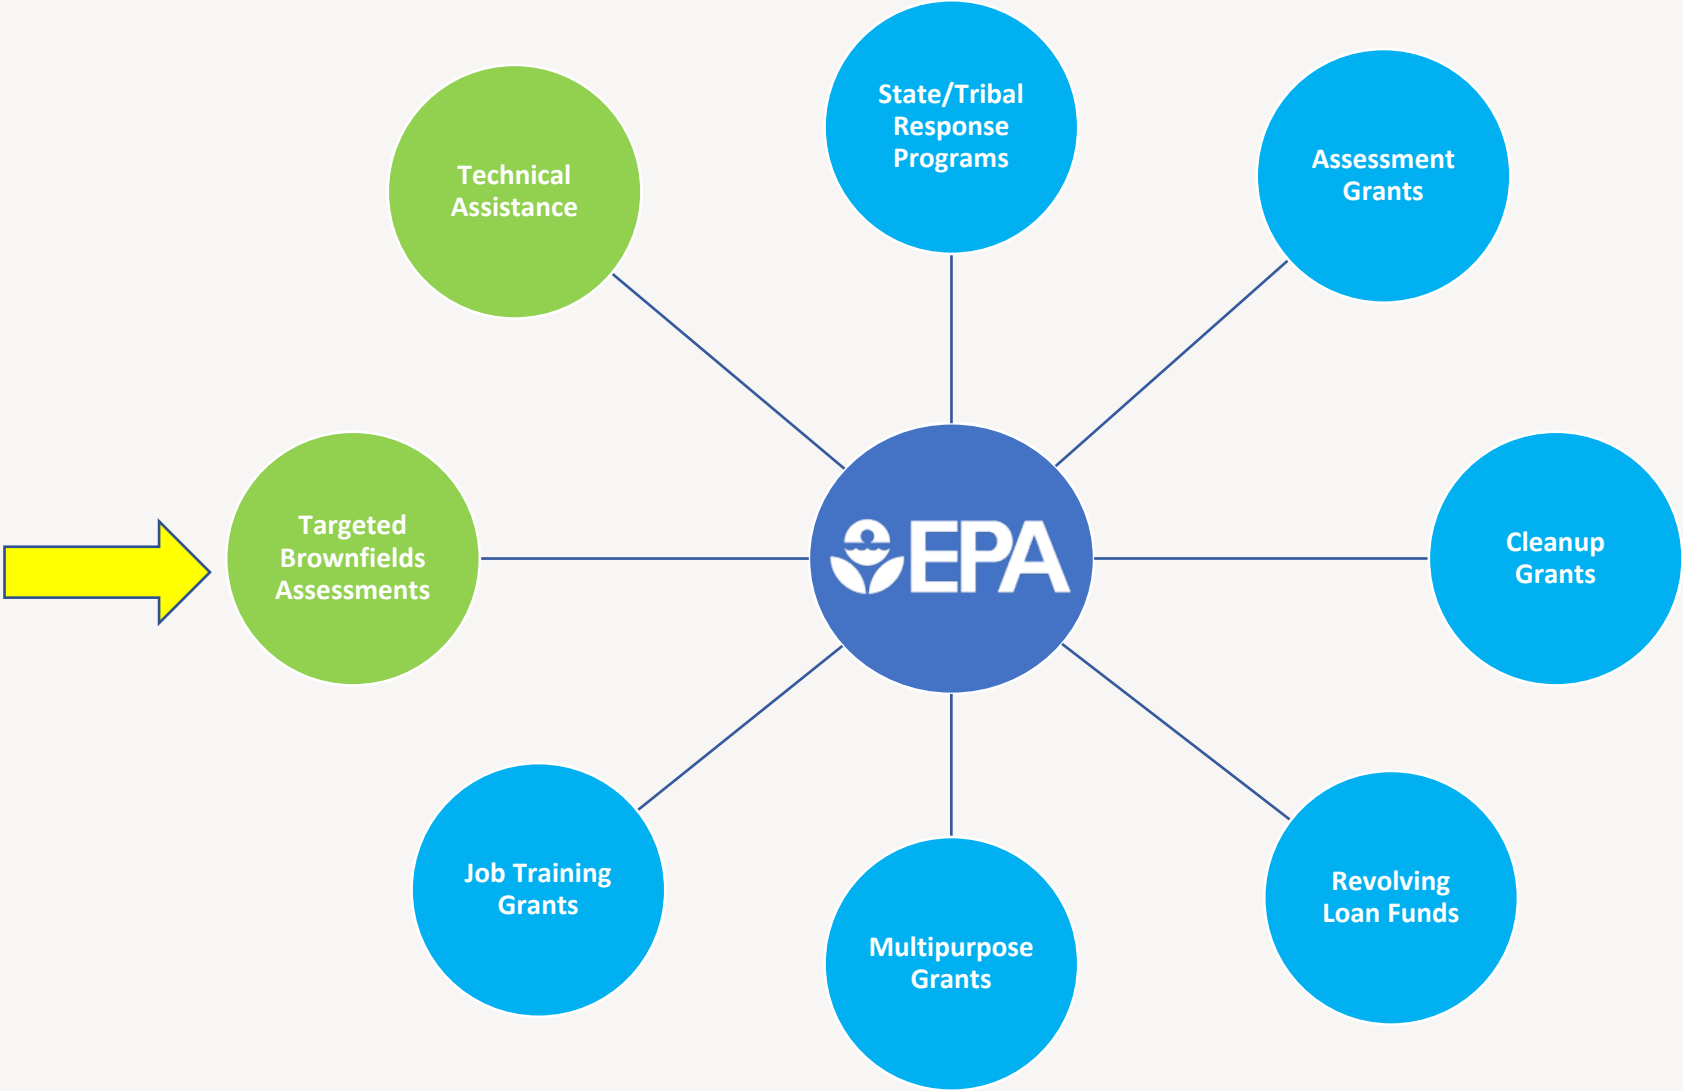 State/Tribal
Response
Programs
Assessment
Grants
Cleanup
Grants
Revolving
Loan Funds
Multipurpose
Grants
Job Training
Grants
Targeted
Brownfields
Assessments
Technical
Assistance
EPA